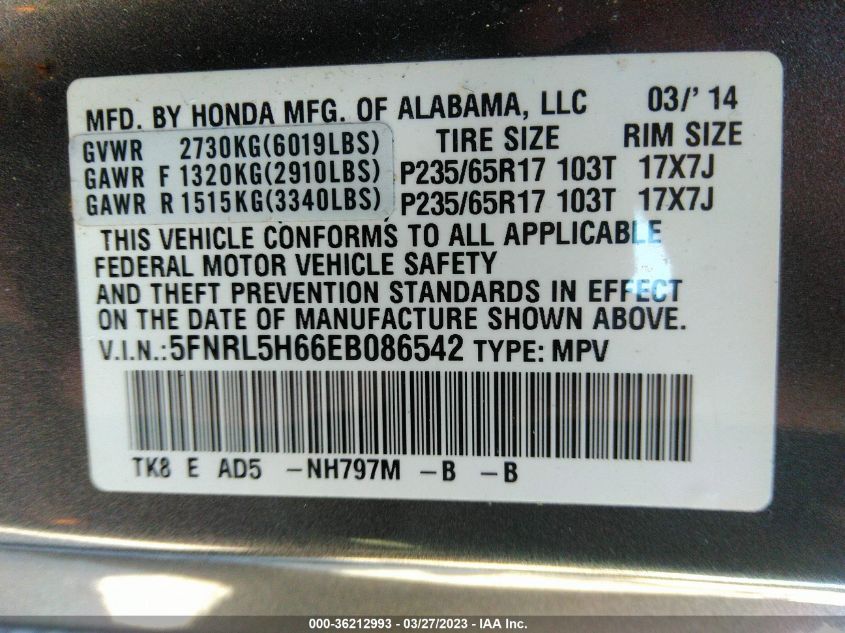 MFD. BY HONDA MFG. OF ALABAMA, LLC 03/' 14
GVWR 2730KG(6019LBS) TIRE SIZE RIM SIZE
GAWR F 1320KG(2910LBS) P235/65R17 103T 17X7J
GAWR R 1515KG(3340LBS) P235/65R17 103T 17X7J
THIS VEHICLE CONFORMS TO ALL APPLICABLE
FEDERAL MOTOR VEHICLE SAFETY
AND THEFT PREVENTION STANDARDS IN EFFECT
ON THE DATE OF MANUFACTURE SHOWN ABOVE.
V.I.N.:5FNRL5H66EB086542 TYPE: MPV
TK8 E AD5 -NH797M -B -B
000-36212993 - 03/27/2023 - IAA Inc.